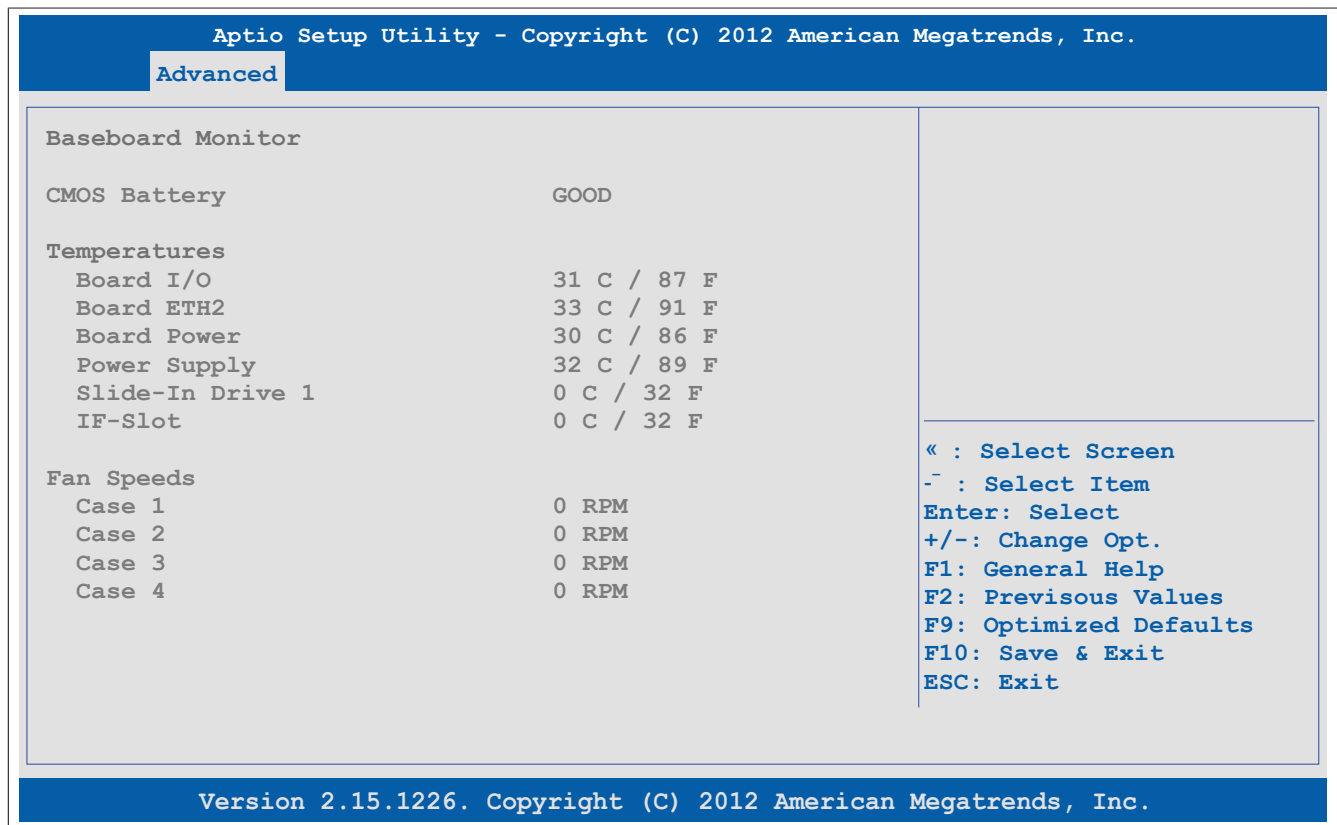 Aptio Setup Utility - Copyright (C) 2012 American Megatrends, Inc.
Advanced
Baseboard Monitor
CMOS Battery GOOD
Temperatures
Board I/O 31 C / 87 F
Board ETH2 33 C / 91 F
Board Power 30 C / 86 F
Power Supply 32 C / 89 F
Slide-In Drive 1 0 C / 32 F
IF-Slot 0 C / 32 F
Fan Speeds
Case 1 0 RPM
Case 2 0 RPM
Case 3 0 RPM
Case 4 0 RPM
« : Select Screen
-¯ : Select Item
Enter: Select
+/-: Change Opt.
F1: General Help
F2: Previsous Values
F9: Optimized Defaults
F10: Save & Exit
ESC: Exit
Version 2.15.1226. Copyright (C) 2012 American Megatrends, Inc.